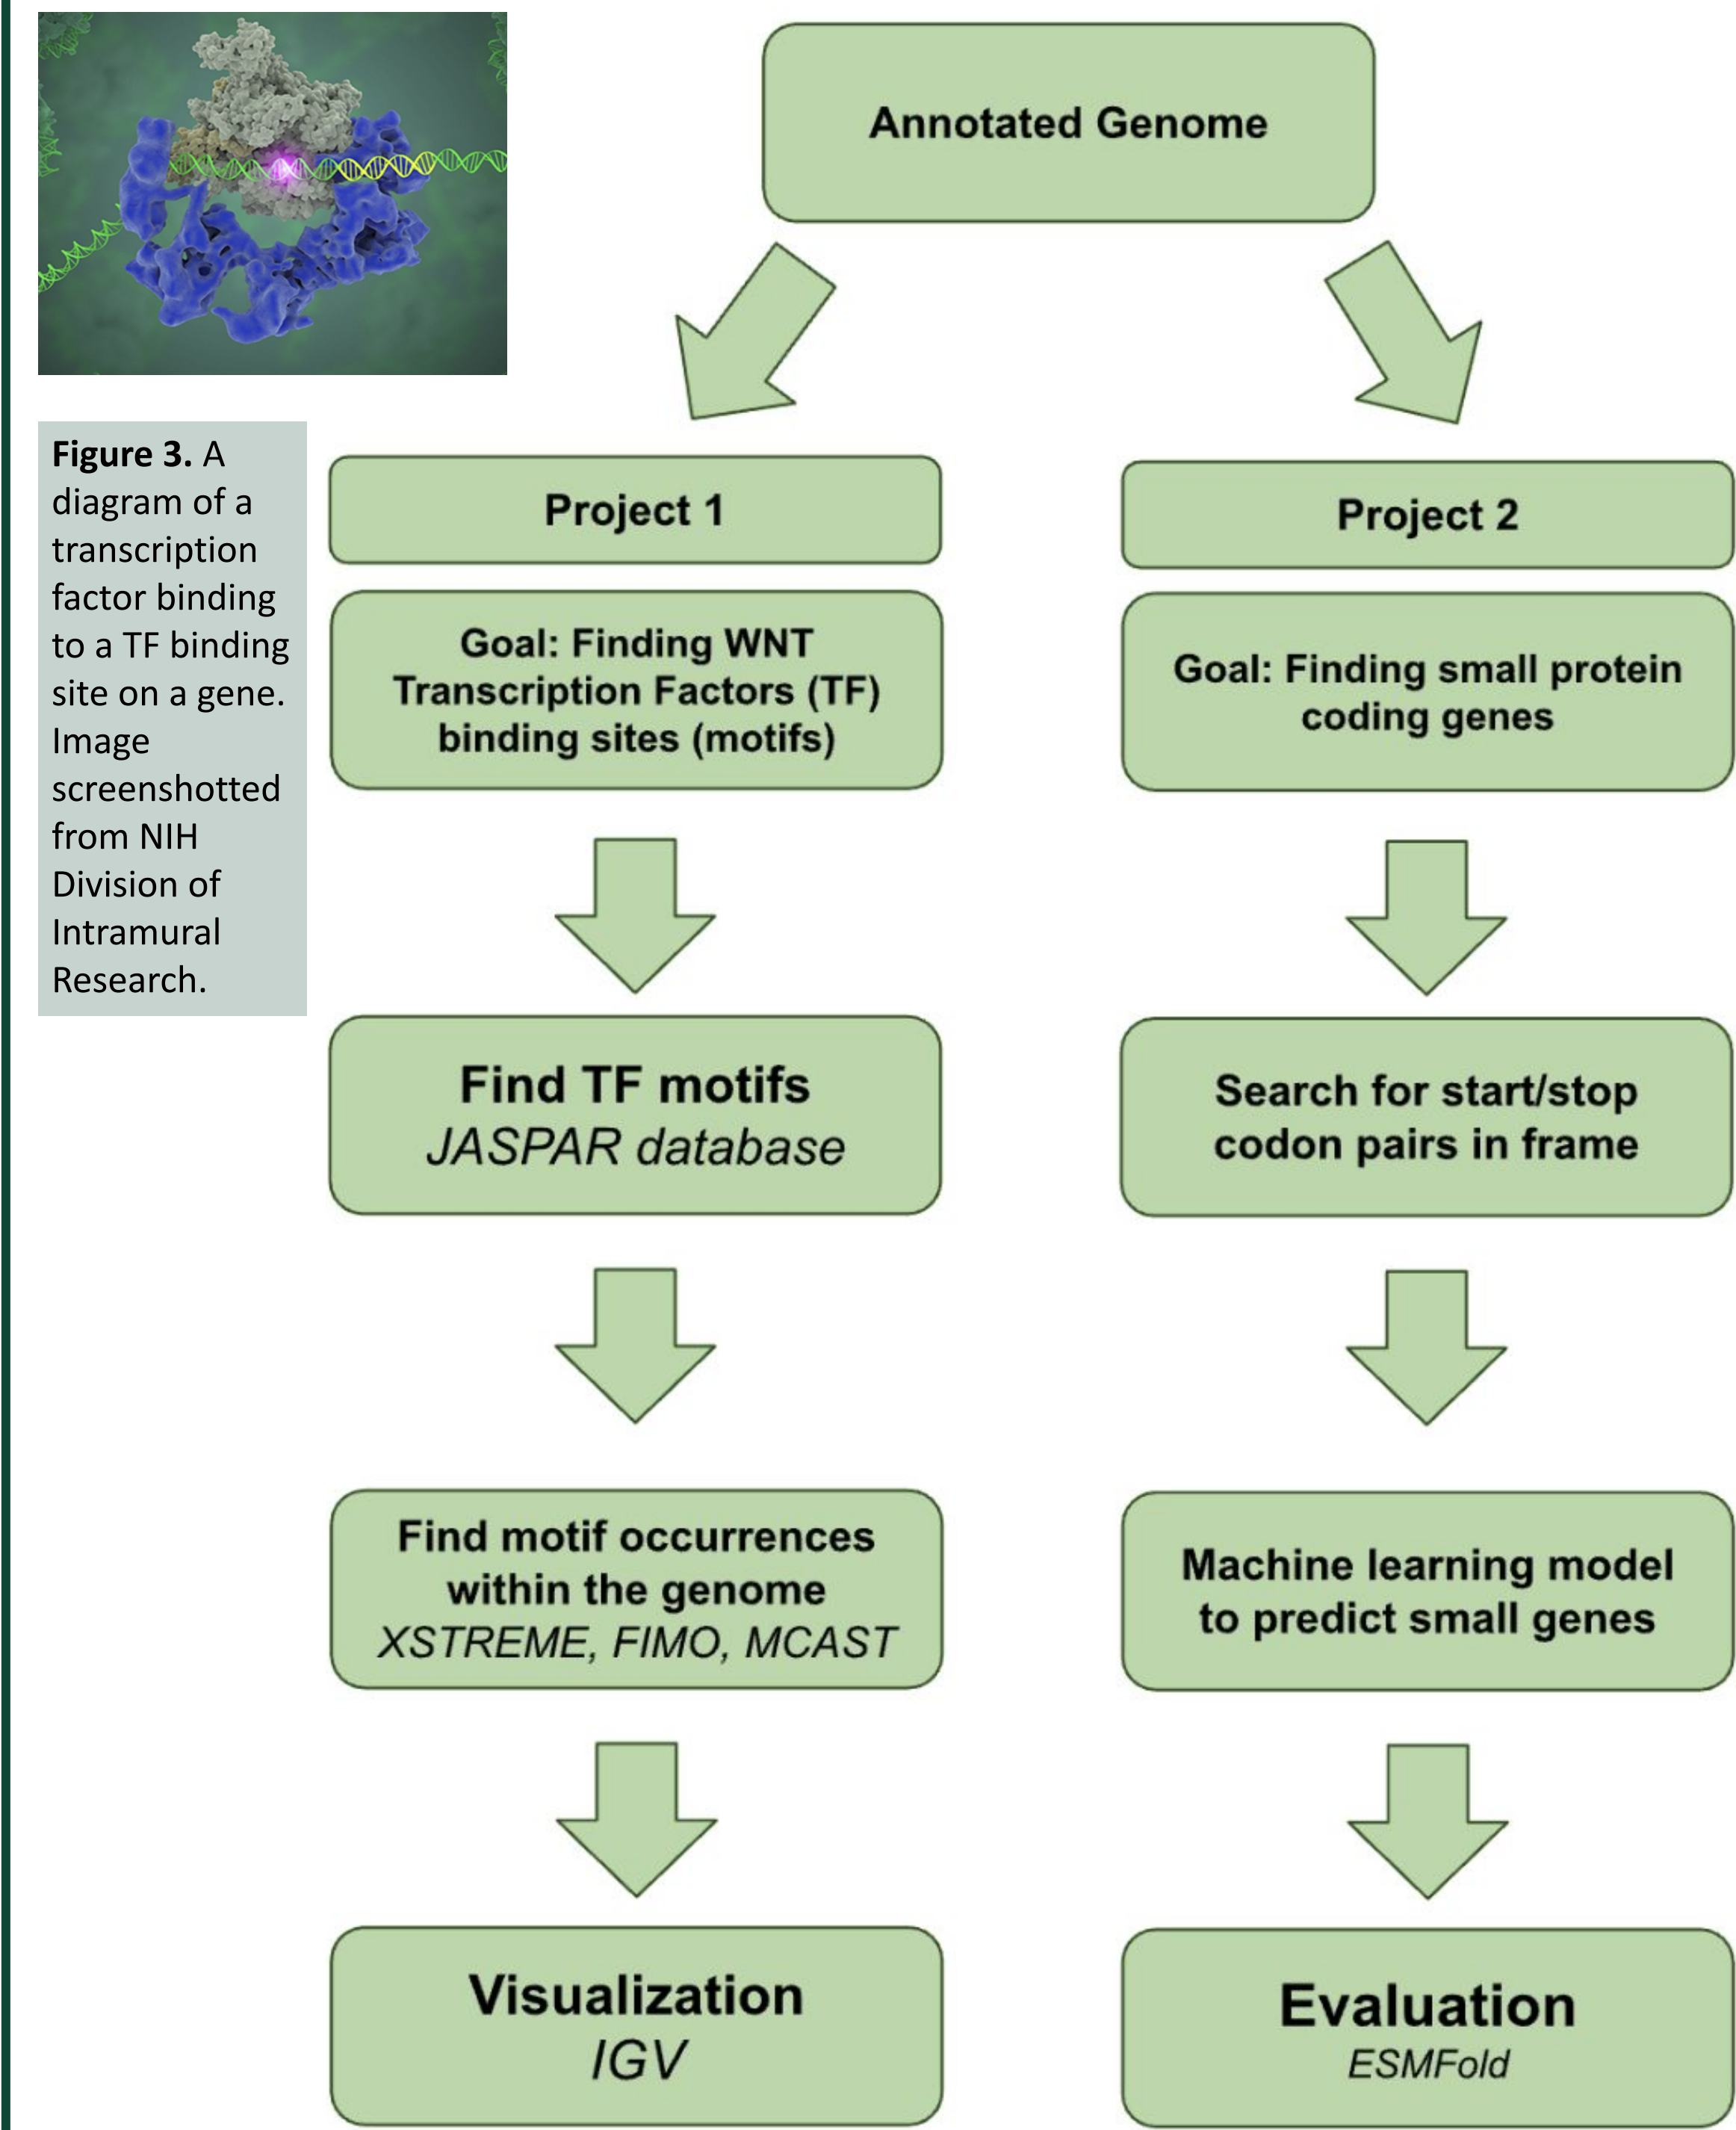 Annotated Genome
Figure 3. A
diagram of a
transcription
factor binding
to a TF binding
site on a gene.
Image
screenshotted
from NIH
Division of
Intramural
Research.
Project 1
Goal: Finding WNT
Transcription Factors (TF)
binding sites (motifs)
Find TF motifs
JASPAR database
Find motif occurrences
within the genome
XSTREME, FIMO, MCAST
Visualization
IGV
Project 2
Goal: Finding small protein
coding genes
Search for start/stop
codon pairs in frame
Machine learning model
to predict small genes
Evaluation
ESMFold